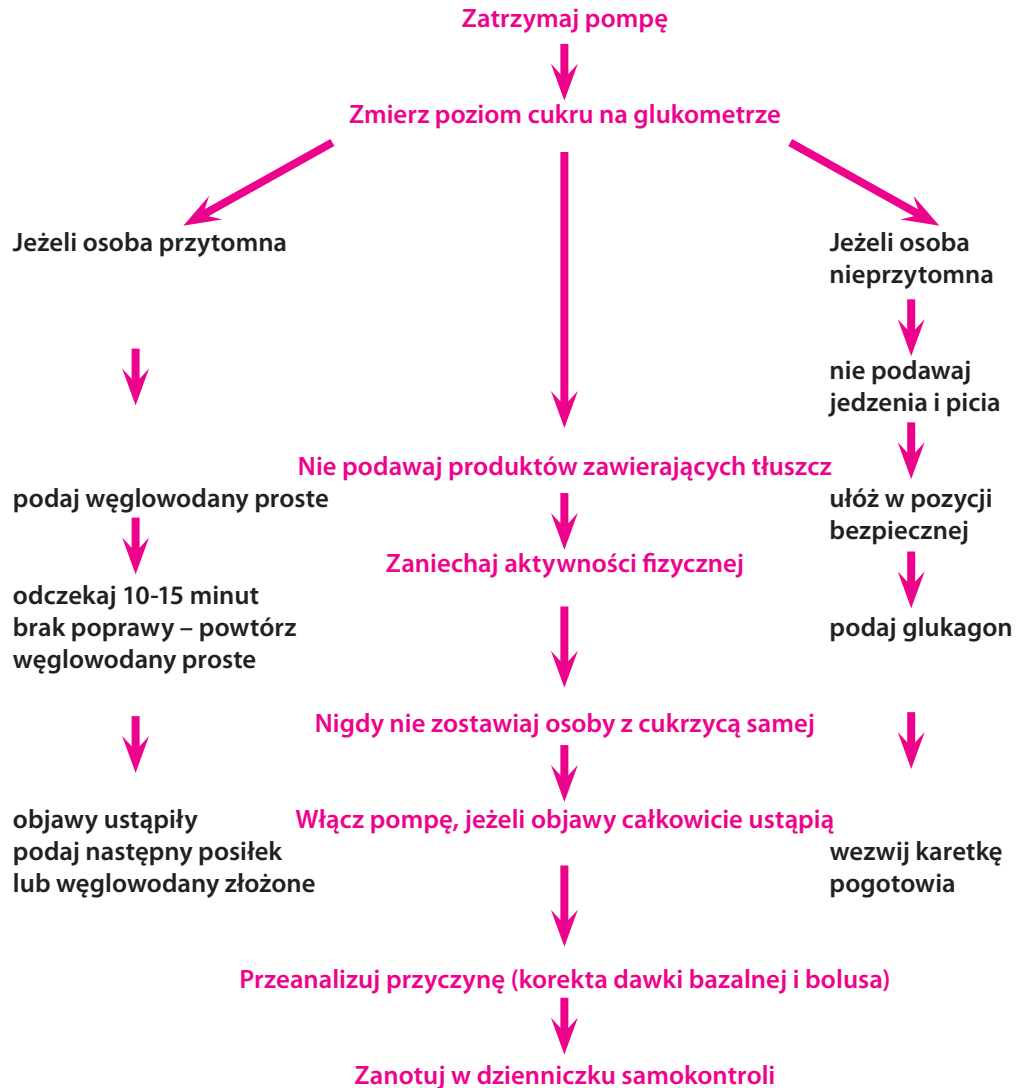 Zatrzymaj pompę
Zmierz poziom cukru na glukometrze
Jeżeli osoba przytomna
podaj węglowodany proste
odczekaj 10-15 minut
brak poprawy – powtórz
węglowodany proste
objawy ustąpiły
podaj następny posiłek
lub węglowodany złożone
Nie podawaj produktów zawierających tłuszcz
Zaniechaj aktywności fizycznej
Nigdy nie zostawiaj osoby z cukrzycą samej
Włącz pompę, jeżeli objawy całkowicie ustąpią
Przeanalizuj przyczynę (korekta dawki bazalnej i bolusa)
Zanotuj w dzienniczku samokontroli
Jeżeli osoba
nieprzytomna
nie podawaj
jedzenia i picia
ułóż w pozycji
bezpiecznej
podaj glukagon
wezwij karetkę
pogotowia